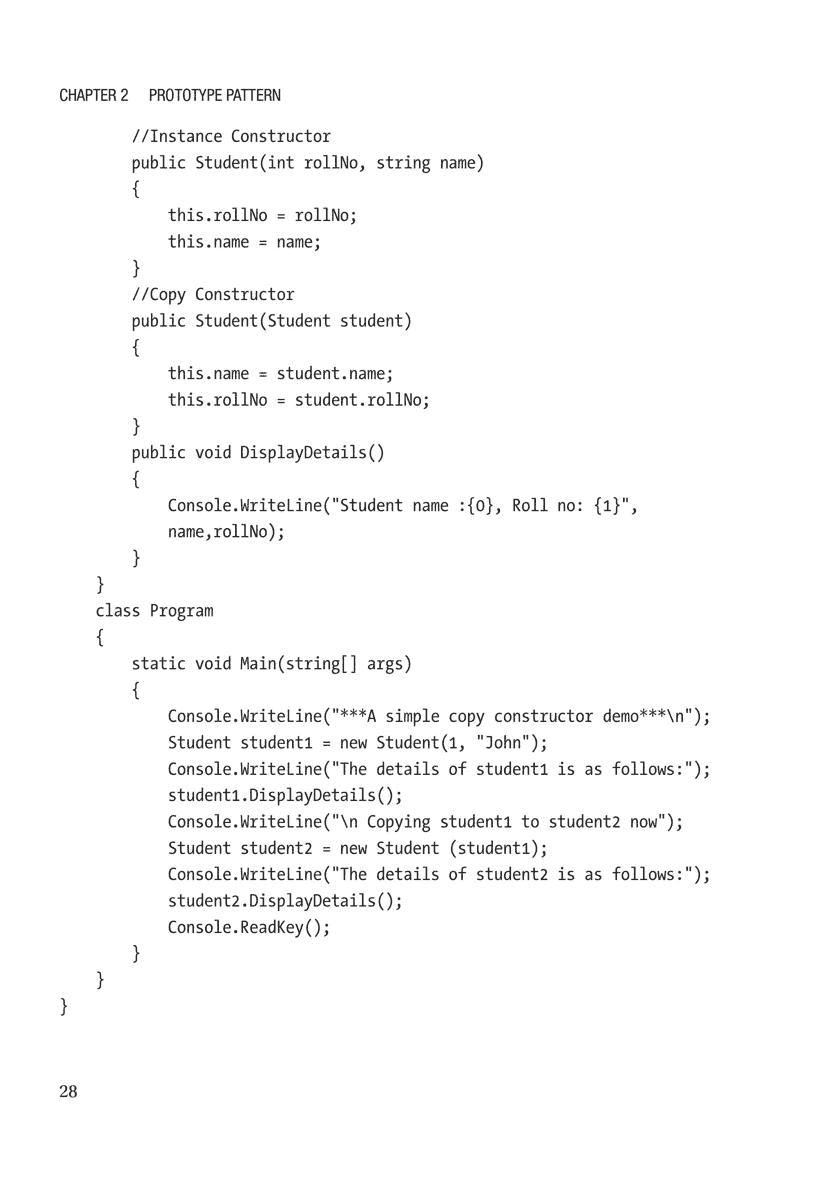 CHAPTER 2 PROTOTYPE PATTERN
        //Instance Constructor
        public Student(int rollNo, string name)
        {
            this.rollNo = rollNo;
            this.name = name;
        }
        //Copy Constructor
        public Student(Student student)
        {
            this.name = student.name;
            this.rollNo = student.rollNo;
        }
        public void DisplayDetails()
        {
            Console.WriteLine("Student name :{0}, Roll no: {1}",
            name,rollNo);
        }
    }
    class Program
    {
        static void Main(string[] args)
        {
            Console.WriteLine("***A simple copy constructor demo***\n");
            Student student1 = new Student(1, "John");
            Console.WriteLine("The details of student1 is as follows:");
            student1.DisplayDetails();
            Console.WriteLine("\n Copying student1 to student2 now");
            Student student2 = new Student (student1);
            Console.WriteLine("The details of student2 is as follows:");
            student2.DisplayDetails();
            Console.ReadKey();
        }
    }
}
28